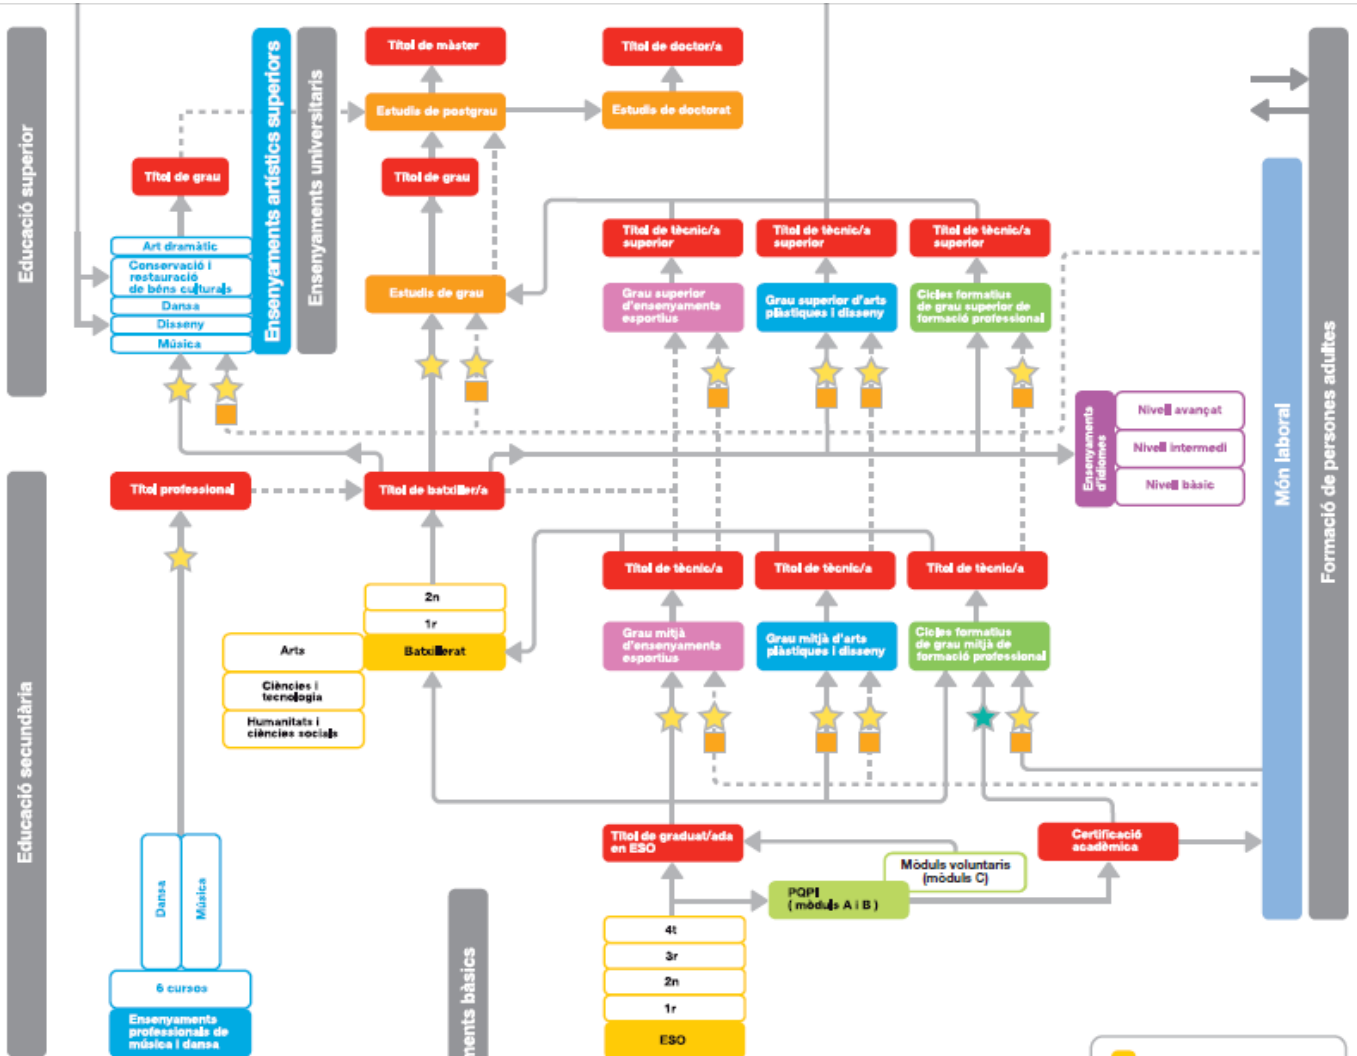 Educació superior
Ensenyaments artístics superiors
Ensenyaments universitaris
Títol de màster
Títol de doctor/a
Estudis de postgrau
Estudis de doctorat
Títol de grau
Títol de grau
Art dramàtic
Conservació i
restauració
de béns culturals
Dansa
Disseny
Música
Estudis de grau
Títol de tècnic/a
superior
Títol de tècnic/a
superior
Títol de tècnic/a
superior
Grau superior
d'ensenyaments
esportius
Grau superior d'arts
plàstiques i disseny
Cicles formatius
de grau superior de
formació professional
Ensenyaments
d'idiomes
Nivell avançat
Nivell intermedi
Nivell bàsic
Món laboral
Formació de persones adultes
Educació secundària
Títol professional
Títol de batxiller/a
Títol de tècnic/a
Títol de tècnic/a
Títol de tècnic/a
2n
1r
Batxillerat
Arts
Ciències i
tecnologia
Humanitats i
ciències socials
Grau mitjà
d'ensenyaments
esportius
Grau mitjà d'arts
plàstiques i disseny
Cicles formatius
de grau mitjà de
formació professional
Títol de graduat/ada
en ESO
Certificació
acadèmica
Mòduls voluntaris
(mòduls C)
PQPI
( mòduls A i B )
Dansa
Música
6 cursos
Ensenyaments
professionals de
música i dansa
ments bàsics
4t
3r
2n
1r
ESO